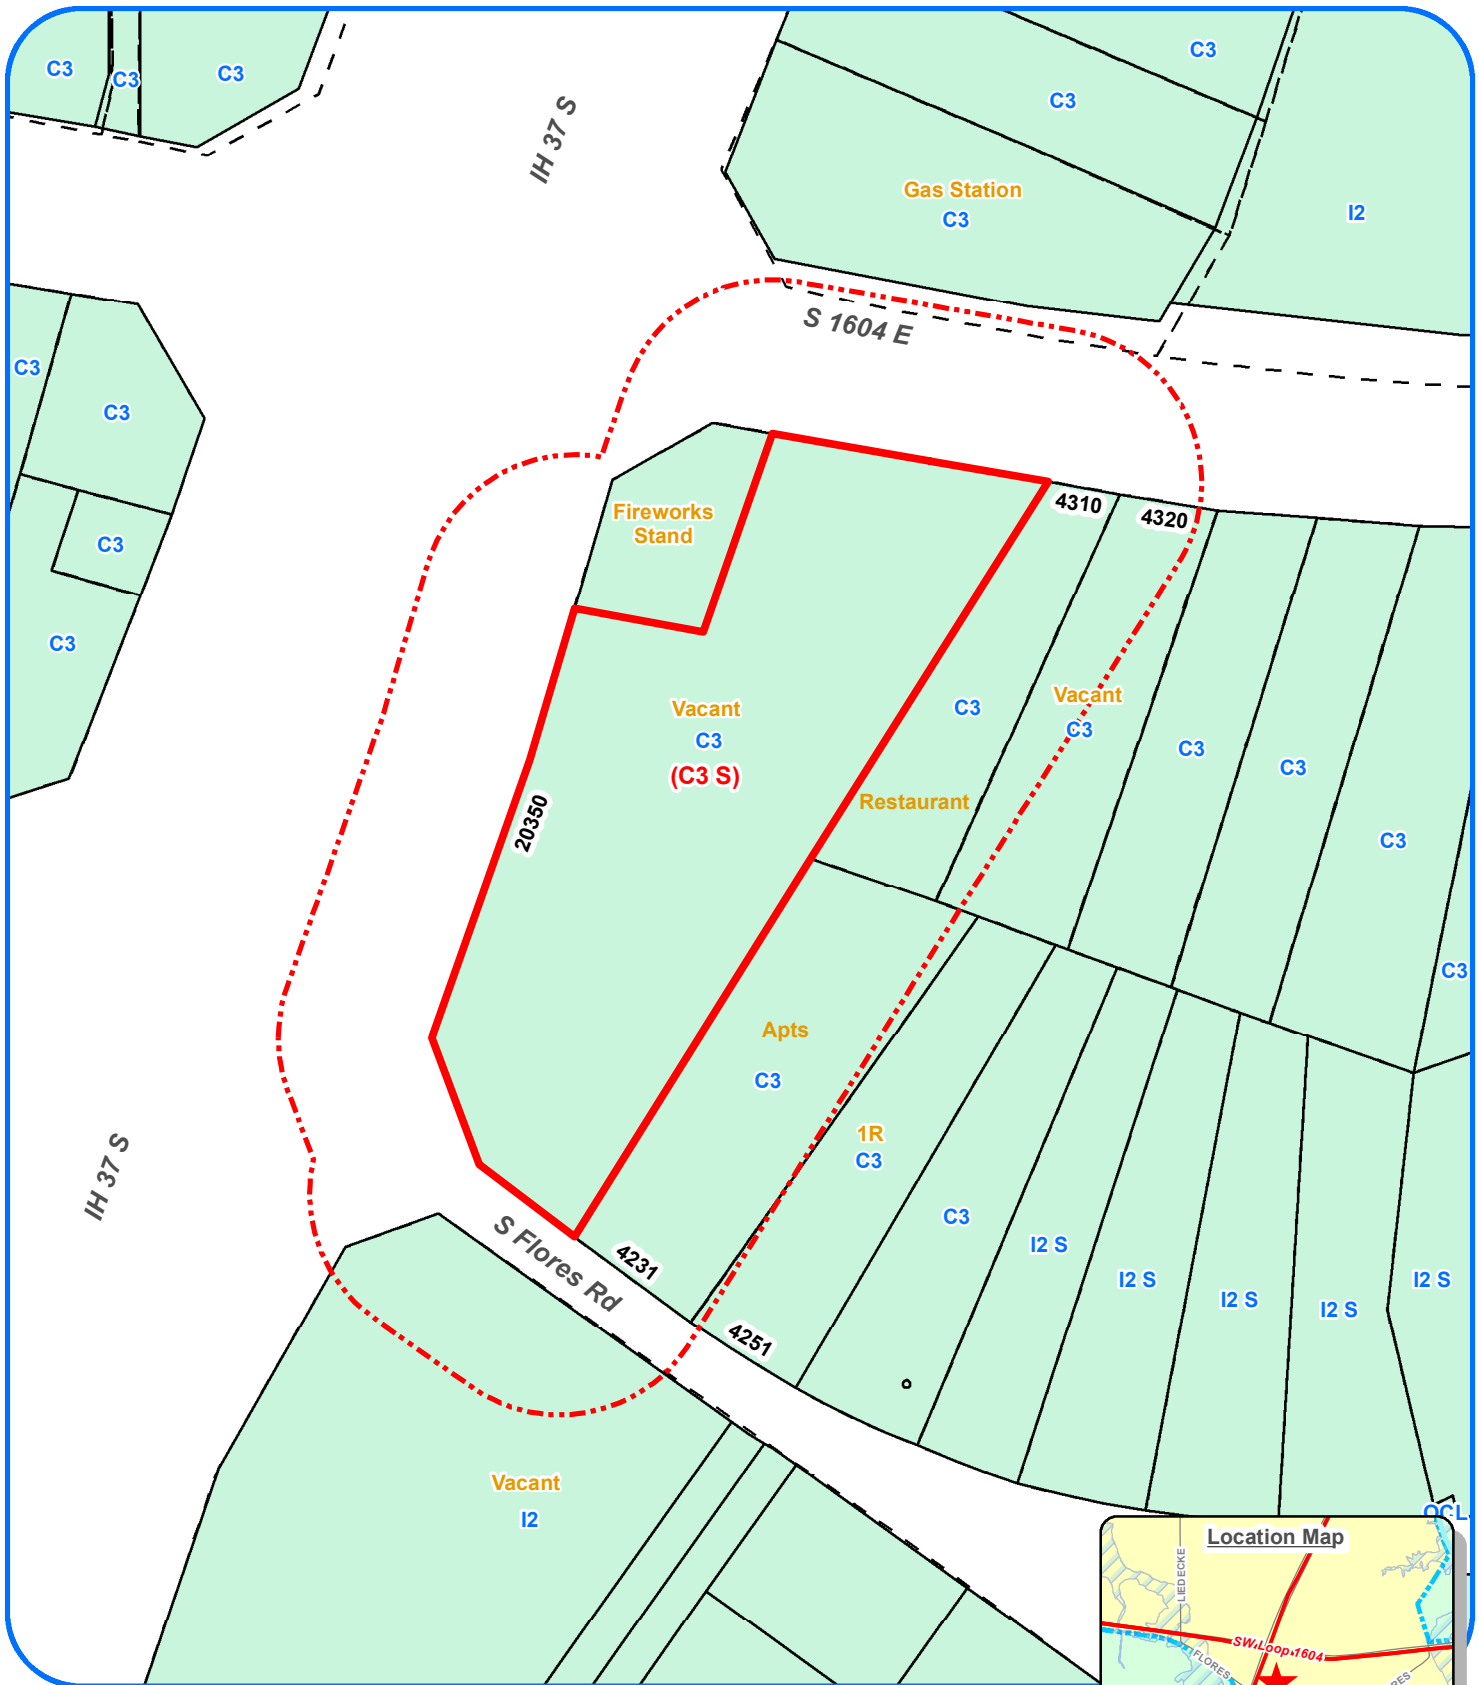 C3
C3
C3
IH 37 S
C3
C3
Gas Station
C3
I2
S 1604 E
C3
C3
C3
C3
Fireworks
Stand
4310
4320
Vacant
C3
(C3 S)
20350
C3
Restaurant
Vacant
C3
C3
C3
C3
C3
Apts
C3
1R
C3
C3
I2 S
I2 S
I2 S
I2 S
I2 S
IH 37 S
S Flores Rd
4231
4251
Vacant
I2
OCL
Location Map
LIEDECKE
SW Loop 1604
FLORES